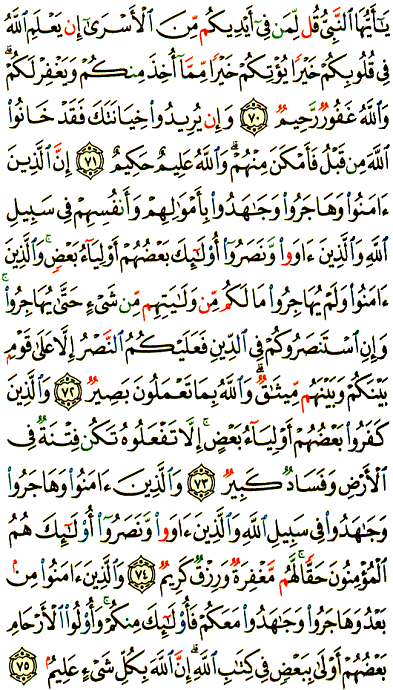 يَـٰٓأَيُّهَا ٱلنَّبِىُّ قُل لِّمَن فِىٓ أَيْدِيكُم مِّنَ ٱلْأَسْرَىٰٓ إِن يَعْلَمِ ٱللَّهُ
فِى قُلُوبِكُمْ خَيْرًا يُؤْتِكُمْ خَيْرًا مِّمَّآ أُخِذَ مِنكُمْ وَيَغْفِرْ لَكُمْ ۗ
وَٱللَّهُ غَفُورٌ رَّحِيمٌ ٧٠ وَإِن يُرِيدُوا۟ خِيَانَتَكَ فَقَدْ خَانُوا۟
ٱللَّهَ مِن قَبْلُ فَأَمْكَنَ مِنْهُمْ ۗ وَٱللَّهُ عَلِيمٌ حَكِيمٌ ٧١ إِنَّ ٱلَّذِينَ
ءَامَنُوا۟ وَهَاجَرُوا۟ وَجَـٰهَدُوا۟ بِأَمْوَٰلِهِمْ وَأَنفُسِهِمْ فِى سَبِيلِ
ٱللَّهِ وَٱلَّذِينَ ءَاوَوا۟ وَّنَصَرُوٓا۟ أُو۟لَـٰٓئِكَ بَعْضُهُمْ أَوْلِيَآءُ بَعْضٍ ۚ وَٱلَّذِينَ
ءَامَنُوا۟ وَلَمْ يُهَاجِرُوا۟ مَا لَكُم مِّن وَلَـٰيَتِهِم مِّن شَىْءٍ حَتَّىٰ يُهَاجِرُوا۟ ۚ
وَإِنِ ٱسْتَنصَرُوكُمْ فِى ٱلدِّينِ فَعَلَيْكُمُ ٱلنَّصْرُ إِلَّا عَلَىٰ قَوْمٍۭ
بَيْنَكُمْ وَبَيْنَهُم مِّيثَـٰقٌ ۗ وَٱللَّهُ بِمَا تَعْمَلُونَ بَصِيرٌ ٧٢ وَٱلَّذِينَ
كَفَرُوا۟ بَعْضُهُمْ أَوْلِيَآءُ بَعْضٍ ۚ إِلَّا تَفْعَلُوهُ تَكُن فِتْنَةٌ فِى
ٱلْأَرْضِ وَفَسَادٌ كَبِيرٌ ٧٣ وَٱلَّذِينَ ءَامَنُوا۟ وَهَاجَرُوا۟
وَجَـٰهَدُوا۟ فِى سَبِيلِ ٱللَّهِ وَٱلَّذِينَ ءَاوَوا۟ وَّنَصَرُوٓا۟ أُو۟لَـٰٓئِكَ هُمُ
ٱلْمُؤْمِنُونَ حَقًّا ۚ لَّهُم مَّغْفِرَةٌ وَرِزْقٌ كَرِيمٌ ٧٤ وَٱلَّذِينَ ءَامَنُوا۟ مِنۢ
بَعْدُ وَهَاجَرُوا۟ وَجَـٰهَدُوا۟ مَعَكُمْ فَأُو۟لَـٰٓئِكَ مِنكُمْ ۚ وَأُو۟لُوا۟ ٱلْأَرْحَامِ
بَعْضُهُمْ أَوْلَىٰ بِبَعْضٍ فِى كِتَـٰبِ ٱللَّهِ ۗ إِنَّ ٱللَّهَ بِكُلِّ شَىْءٍ عَلِيمٌۢ ٧٥